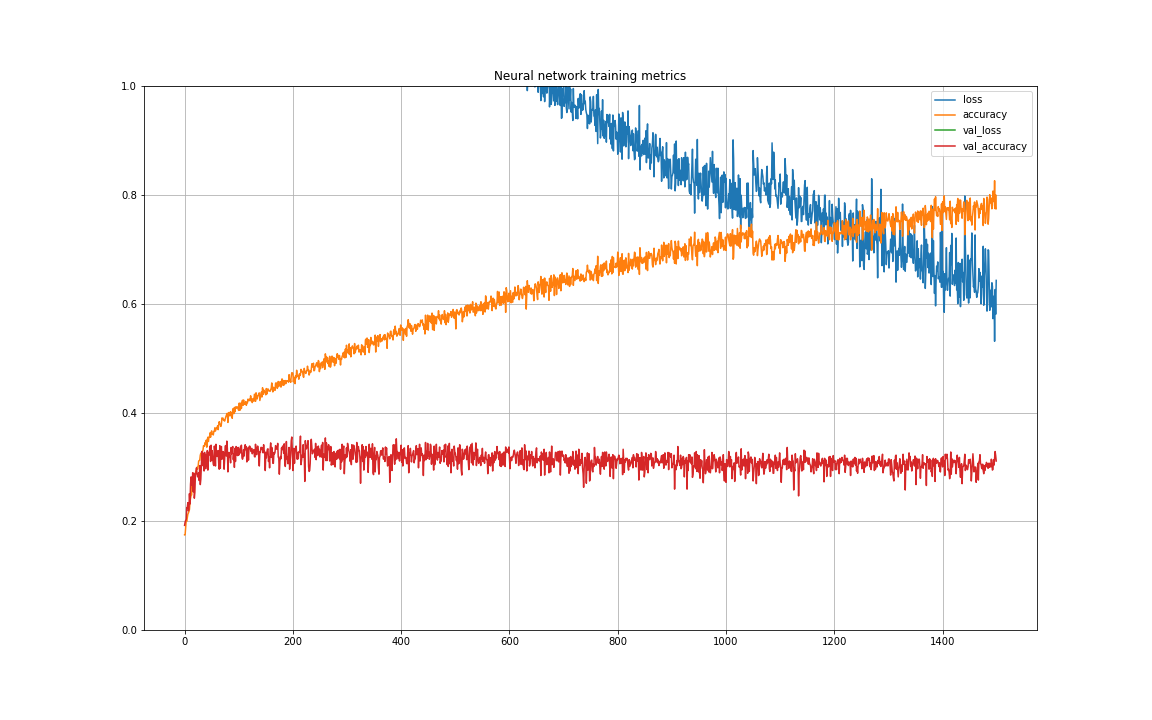 Neural network training metrics
1.0
loss
accuracy
val_loss
val_accuracy
0.8
0.6
0.4
0.2
0.0
0 200 400 600 800 1000 1200 1400